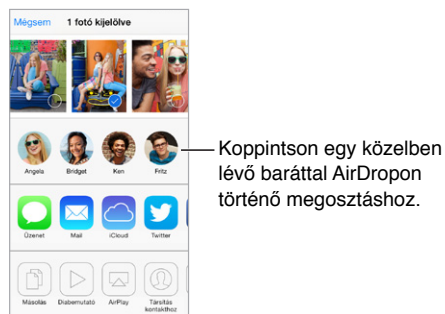 Mégsem 1 fotó kijelölve
Angela Bridget Ken Fritz
Koppintson egy közelben
lévő baráttal AirDropon
történő megosztáshoz.
Üzenet Mail iCloud Twitter
Másolás Diabemutató AirPlay Társítás
kontakthoz